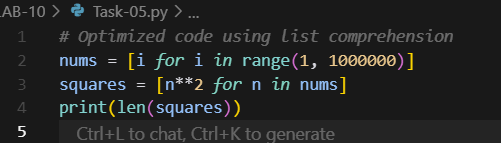 LAB-10 > Task-05.py > ...
1 # Optimized code using list comprehension
2 nums = [i for i in range(1, 1000000)]
3 squares = [n**2 for n in nums]
4 print(len(squares))
5 Ctrl+L to chat, Ctrl+K to generate